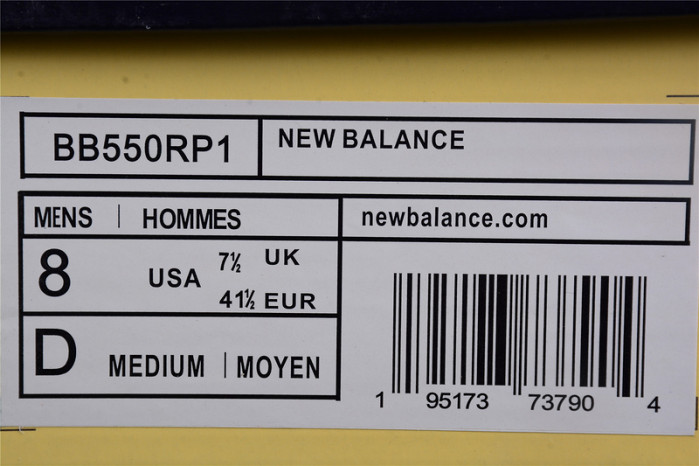 BB550RP1 NEW BALANCE
MENS | HOMMES newbalance.com
8 USA 7½ UK
41½ EUR
D MEDIUM | MOYEN
1 95173 73790 4